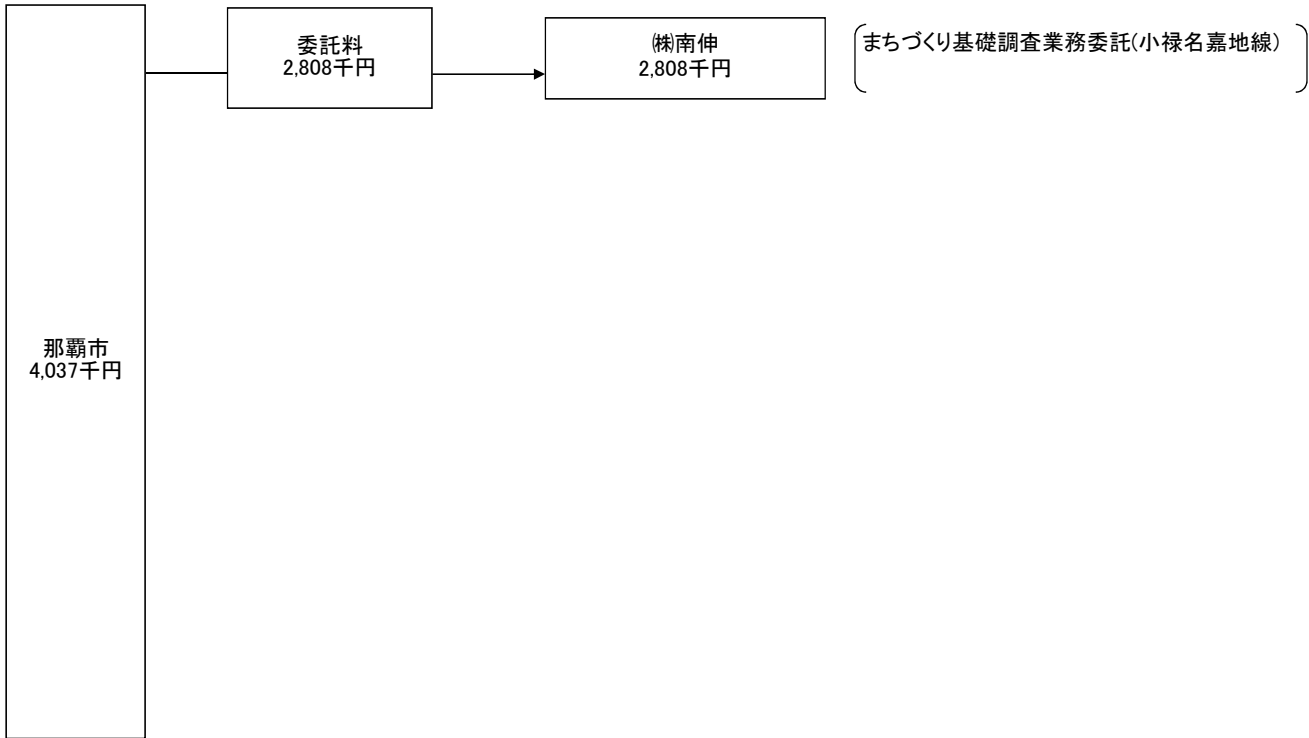 委託料
2,808千円
㈱南伸
2,808千円
まちづくり基礎調査業務委託(小禄名嘉地線)
那覇市
4,037千円